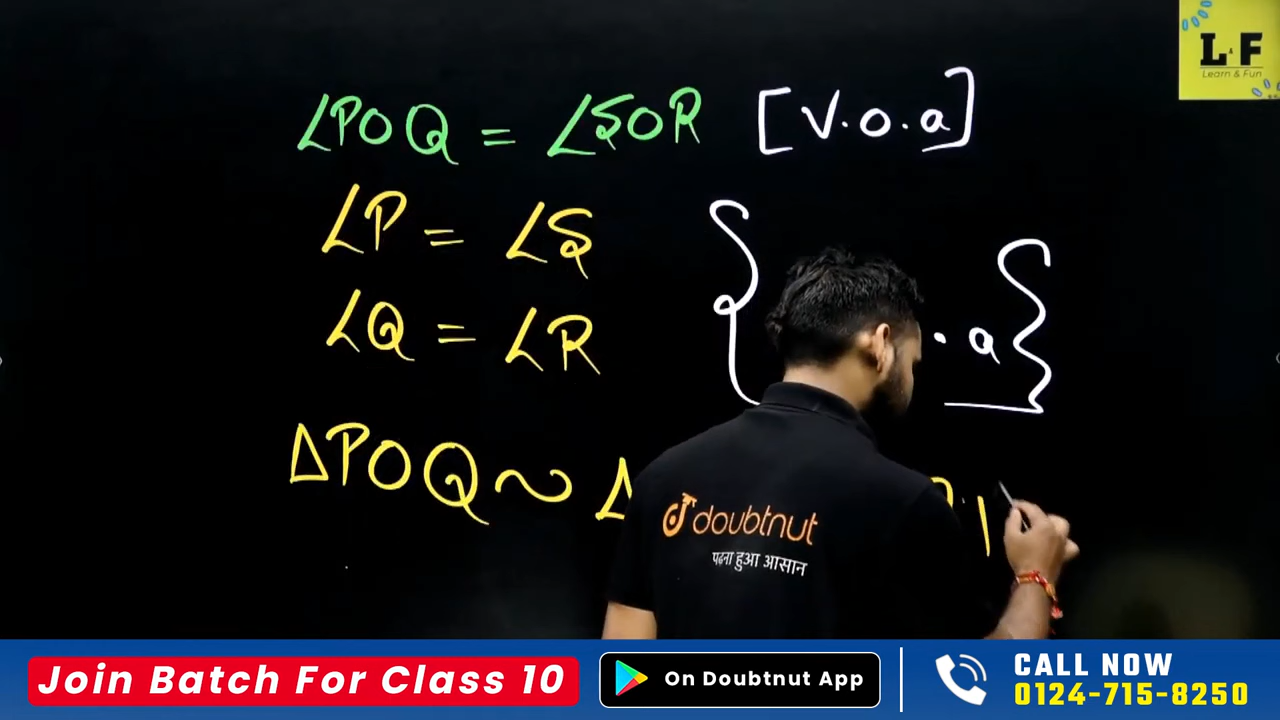 L & F
Learn & Fun
∠POQ = ∠SOR [V.O.a]
∠P = ∠S
∠Q = ∠R
. a
ΔPOQ ~ Δ
doubtnut
पढ़ना हुआ आसान
Join Batch For Class 10
On Doubtnut App
CALL NOW
0124-715-8250